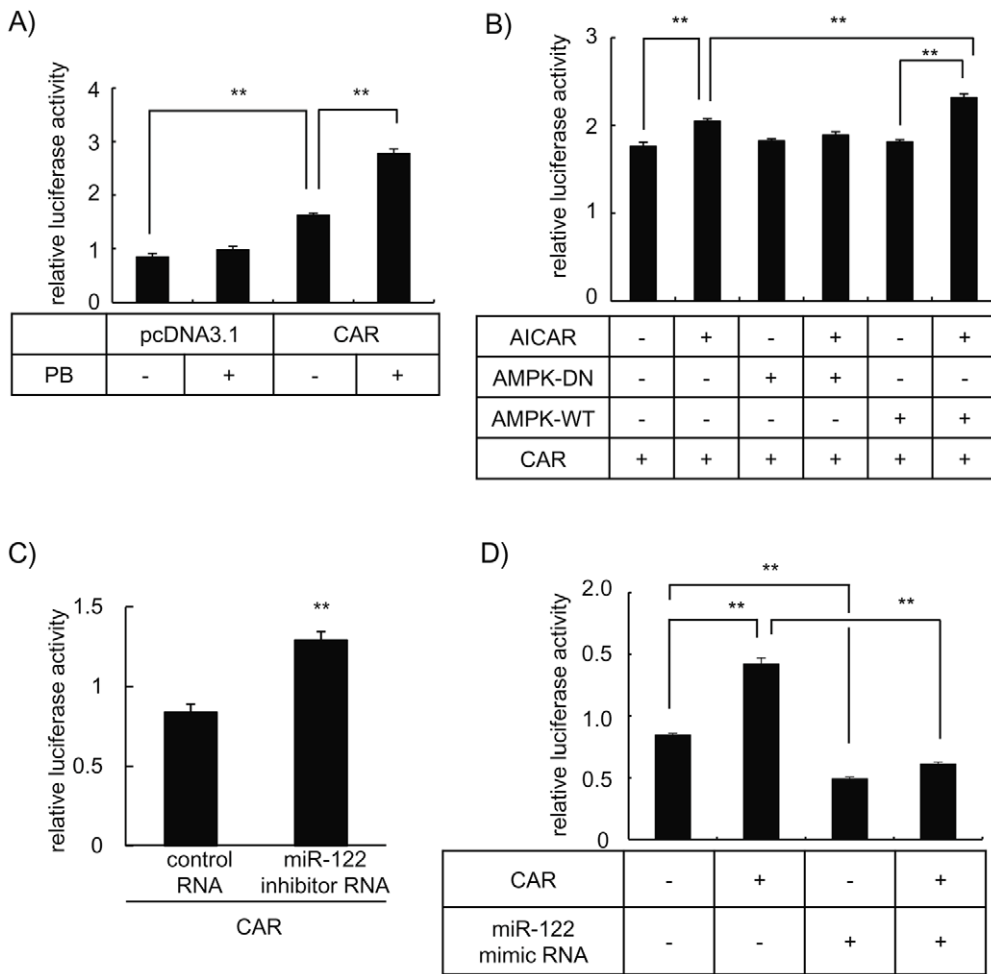 A)
relative luciferase activity
4
3
2
1
0
**
**
pcDNA3.1
CAR
PB
-
+
-
+
B)
relative luciferase activity
3
2
1
0
**
**
**
AICAR
-
+
-
+
-
+
AMPK-DN
-
-
+
+
-
-
AMPK-WT
-
-
-
-
+
+
CAR
+
+
+
+
+
+
C)
relative luciferase activity
1.5
1
0.5
0
**
control
RNA
miR-122
inhibitor RNA
CAR
D)
relative luciferase activity
2.0
0.5
1.0
0.5
0
**
**
**
CAR
-
+
-
+
miR-122
mimic RNA
-
-
+
+